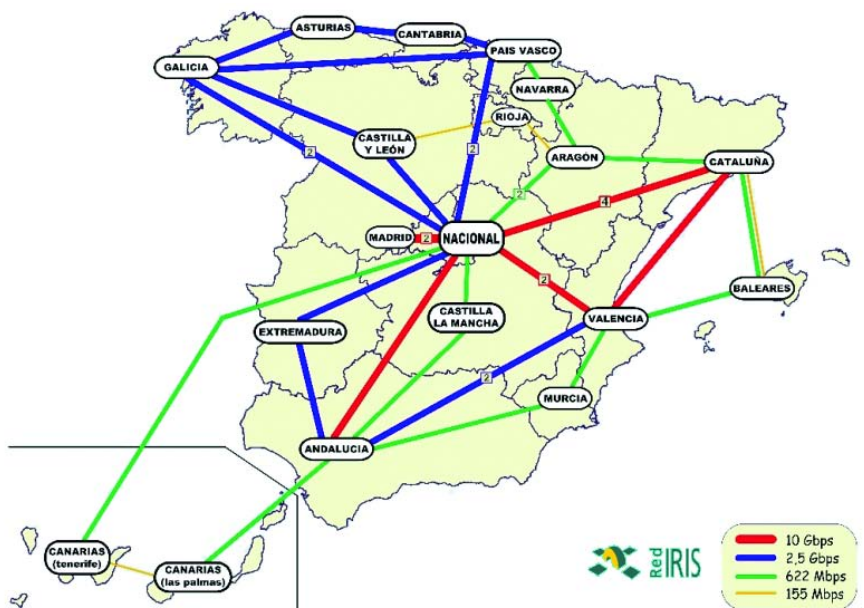 ASTURIAS
CANTABRIA
PAIS VASCO
GALICIA
NAVARRA
RIOJA
CASTILLA
Y LEÓN
2
2
ARAGÓN
CATALUÑA
2
4
MADRID
2
NACIONAL
2
BALEARES
EXTREMADURA
CASTILLA
LA MANCHA
VALENCIA
2
MURCIA
ANDALUCIA
CANARIAS
(tenerife)
CANARIAS
(las palmas)
Red IRIS
10 Gbps
2,5 Gbps
622 Mbps
155 Mbps